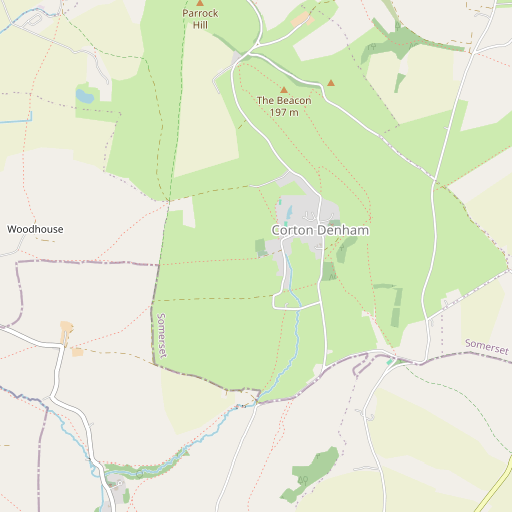 Parrock
Hill
The Beacon
197 m
Woodhouse
Corton Denham
Somerset
Somerset